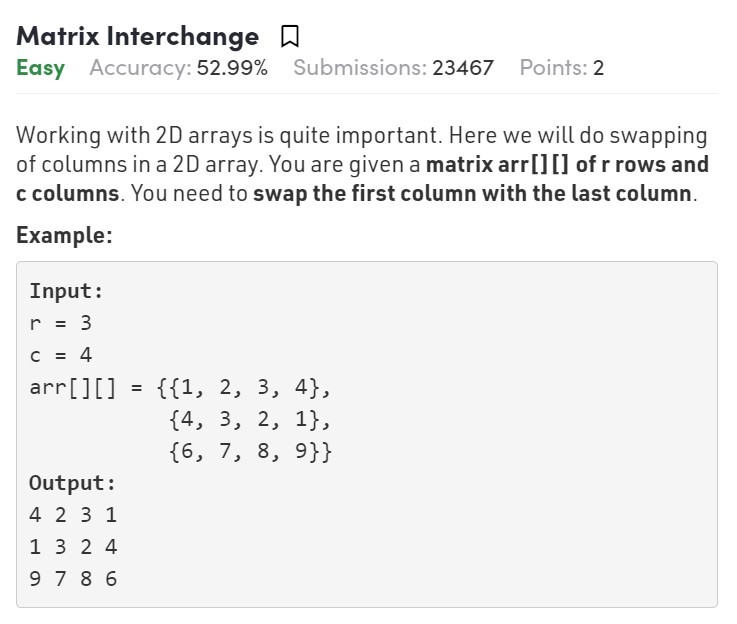 Matrix Interchange
Easy Accuracy: 52.99% Submissions: 23467 Points: 2
Working with 2D arrays is quite important. Here we will do swapping
of columns in a 2D array. You are given a matrix arr[][] of r rows and
c columns. You need to swap the first column with the last column.
Example:
Input:
r = 3
c = 4
arr[][] = {{1, 2, 3, 4},
{4, 3, 2, 1},
{6, 7, 8, 9}}
Output:
4 2 3 1
1 3 2 4
9 7 8 6